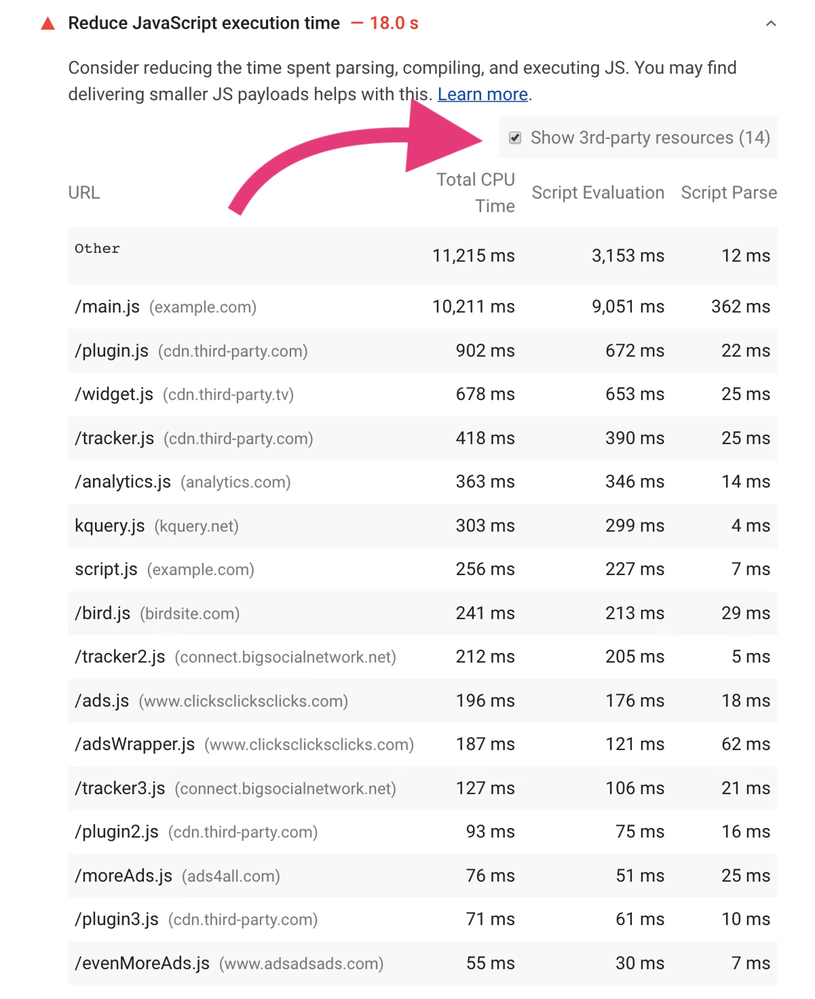 Reduce JavaScript execution time — 18.0 s
Consider reducing the time spent parsing, compiling, and executing JS. You may find
delivering smaller JS payloads helps with this. Learn more.
Show 3rd-party resources (14)
URL Total CPU Time Script Evaluation Script Parse
Other 11,215 ms 3,153 ms 12 ms
/main.js (example.com) 10,211 ms 9,051 ms 362 ms
/plugin.js (cdn.third-party.com) 902 ms 672 ms 22 ms
/widget.js (cdn.third-party.tv) 678 ms 653 ms 25 ms
/tracker.js (cdn.third-party.com) 418 ms 390 ms 25 ms
/analytics.js (analytics.com) 363 ms 346 ms 14 ms
kquery.js (kquery.net) 303 ms 299 ms 4 ms
script.js (example.com) 256 ms 227 ms 7 ms
/bird.js (birdsite.com) 241 ms 213 ms 29 ms
/tracker2.js (connect.bigsocialnetwork.net) 212 ms 205 ms 5 ms
/ads.js (www.clicksclicksclicks.com) 196 ms 176 ms 18 ms
/adsWrapper.js (www.clicksclicksclicks.com) 187 ms 121 ms 62 ms
/tracker3.js (connect.bigsocialnetwork.net) 127 ms 106 ms 21 ms
/plugin2.js (cdn.third-party.com) 93 ms 75 ms 16 ms
/moreAds.js (ads4all.com) 76 ms 51 ms 25 ms
/plugin3.js (cdn.third-party.com) 71 ms 61 ms 10 ms
/evenMoreAds.js (www.adsadsads.com) 55 ms 30 ms 7 ms